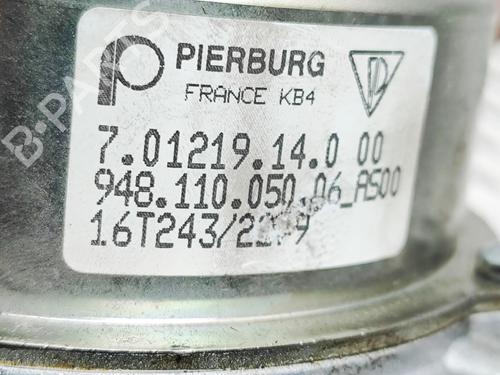 PIERBURG
FRANCE KB4
7.01219.14.0 00
948.110.050.06_AS00
B-PARTS